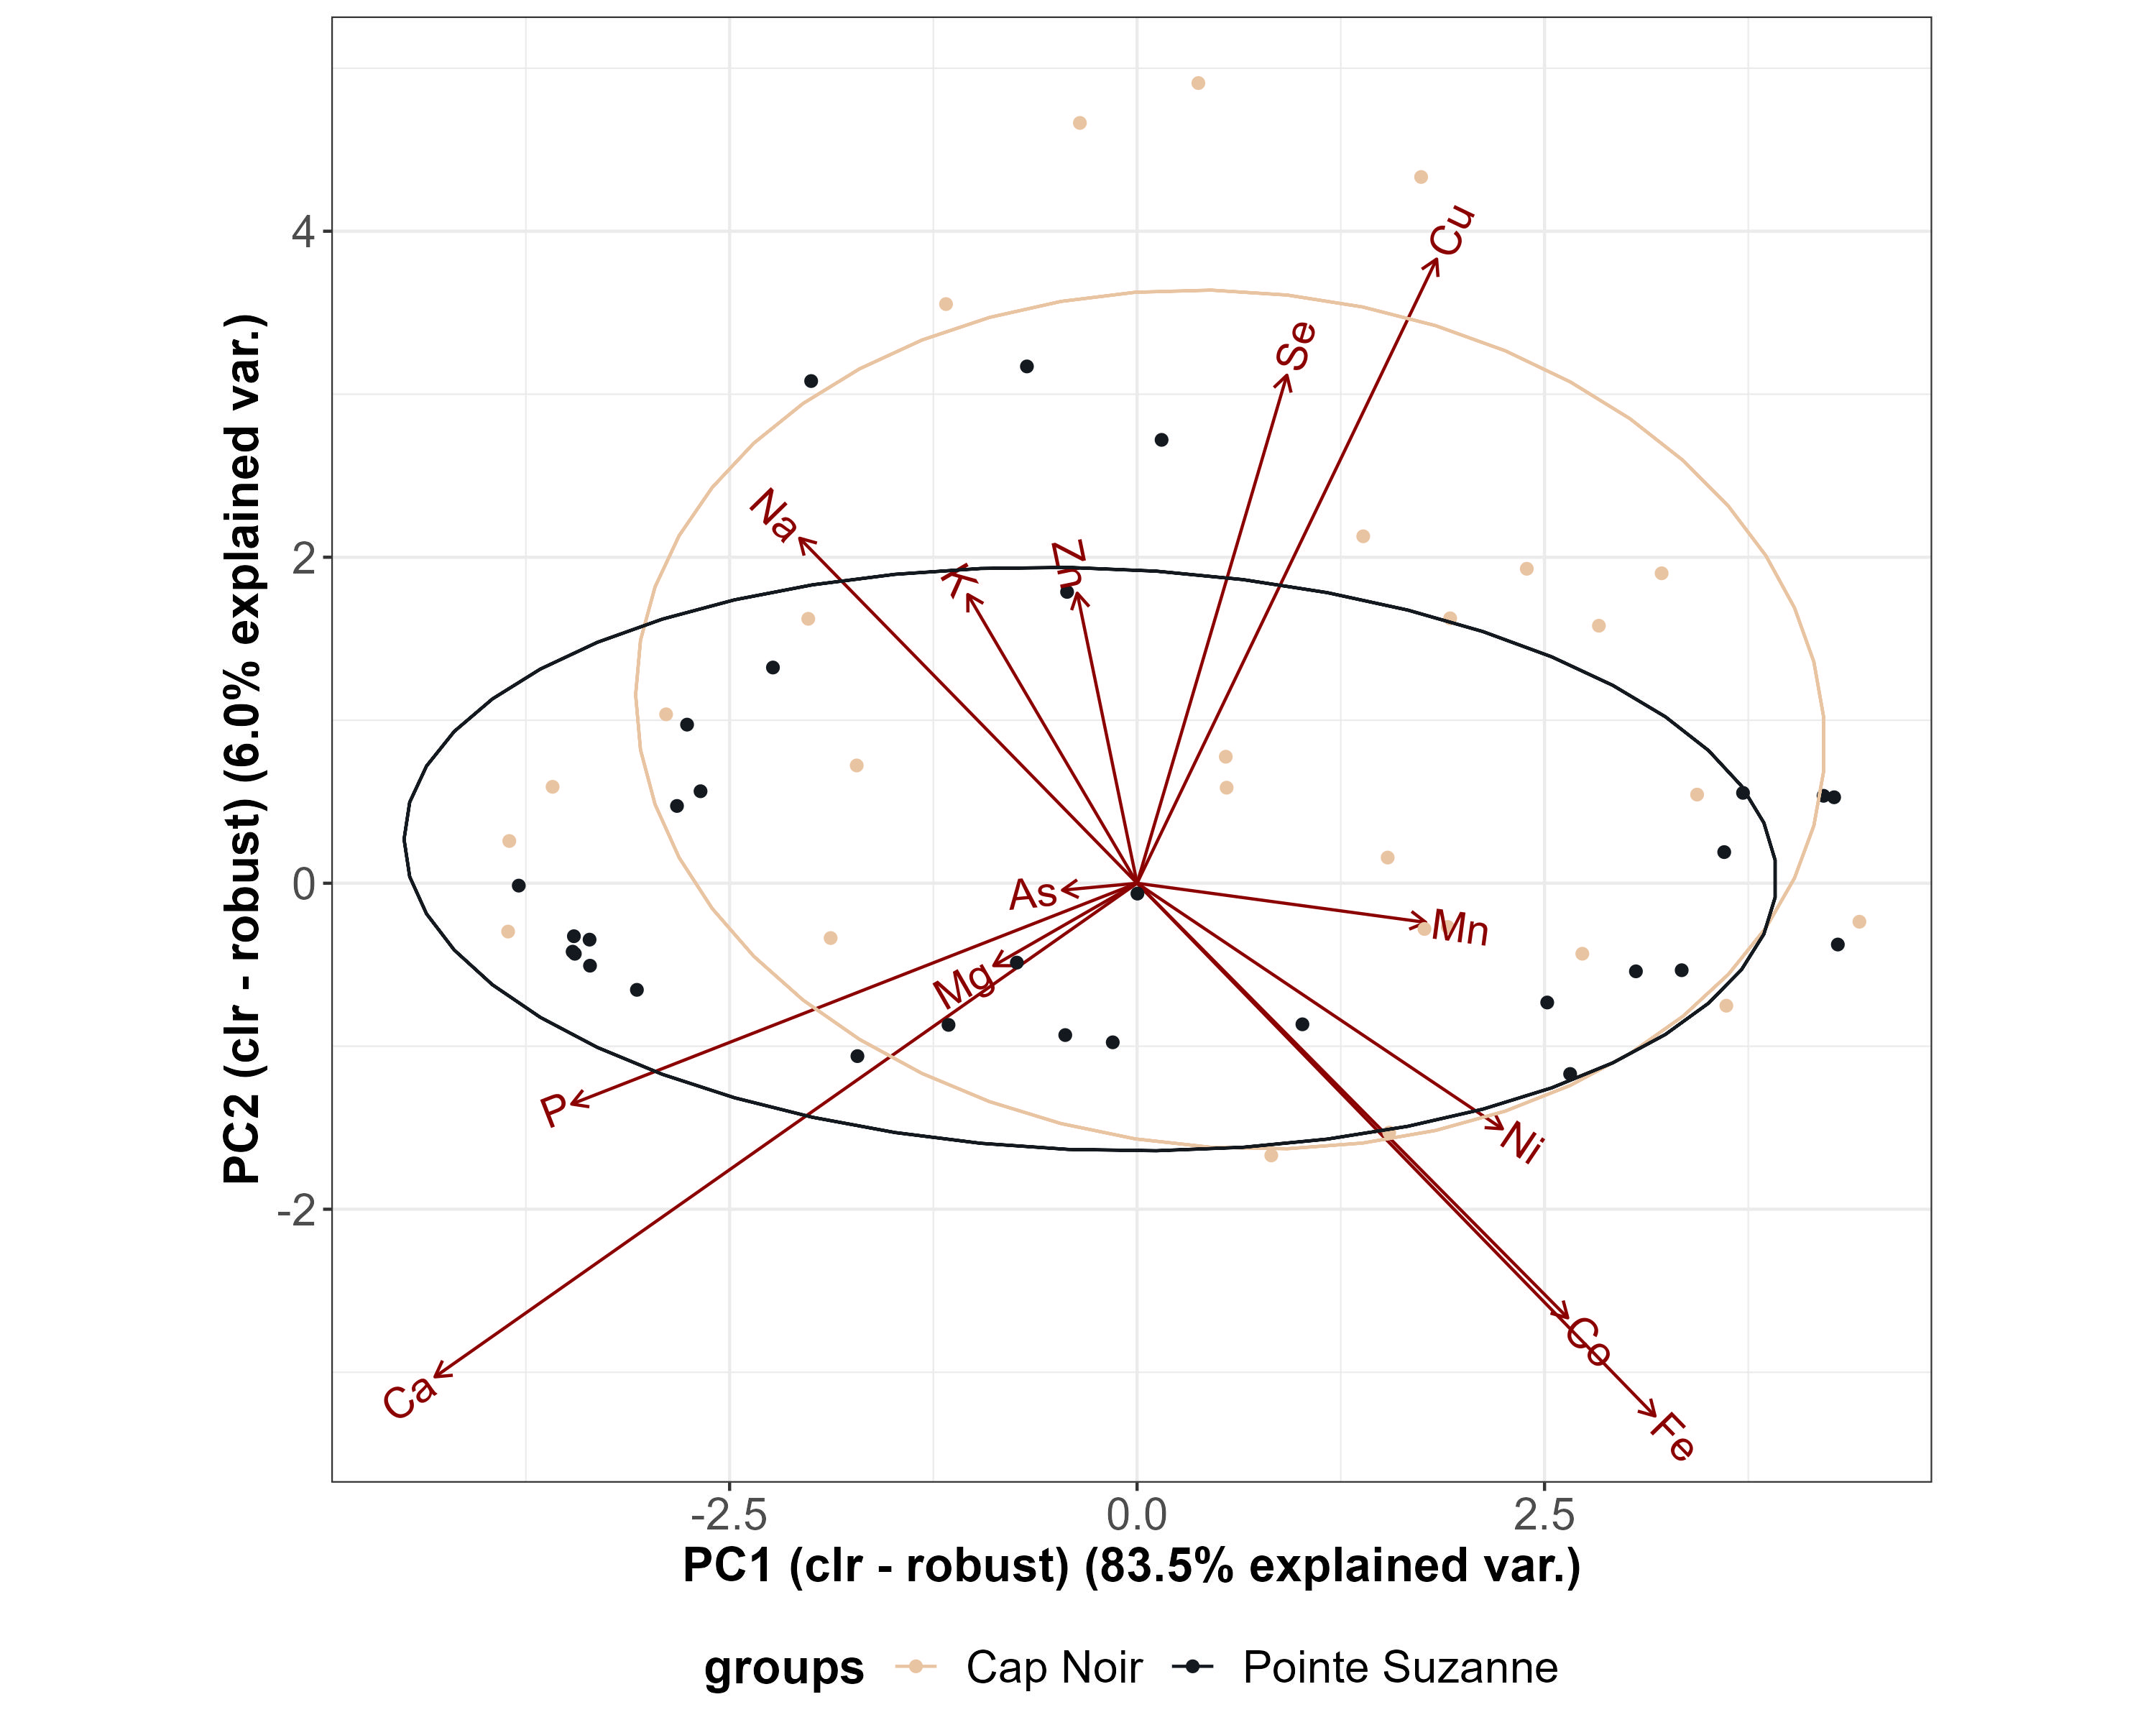 Cu
4
Se
Na
Zn
2
K
As
0
Mn
Mg
P
Ni
-2
Co
Ca
Fe
-2.5 0.0 2.5
PC1 (clr - robust) (83.5% explained var.)
PC2 (clr - robust) (6.0% explained var.)
groups Cap Noir Pointe Suzanne